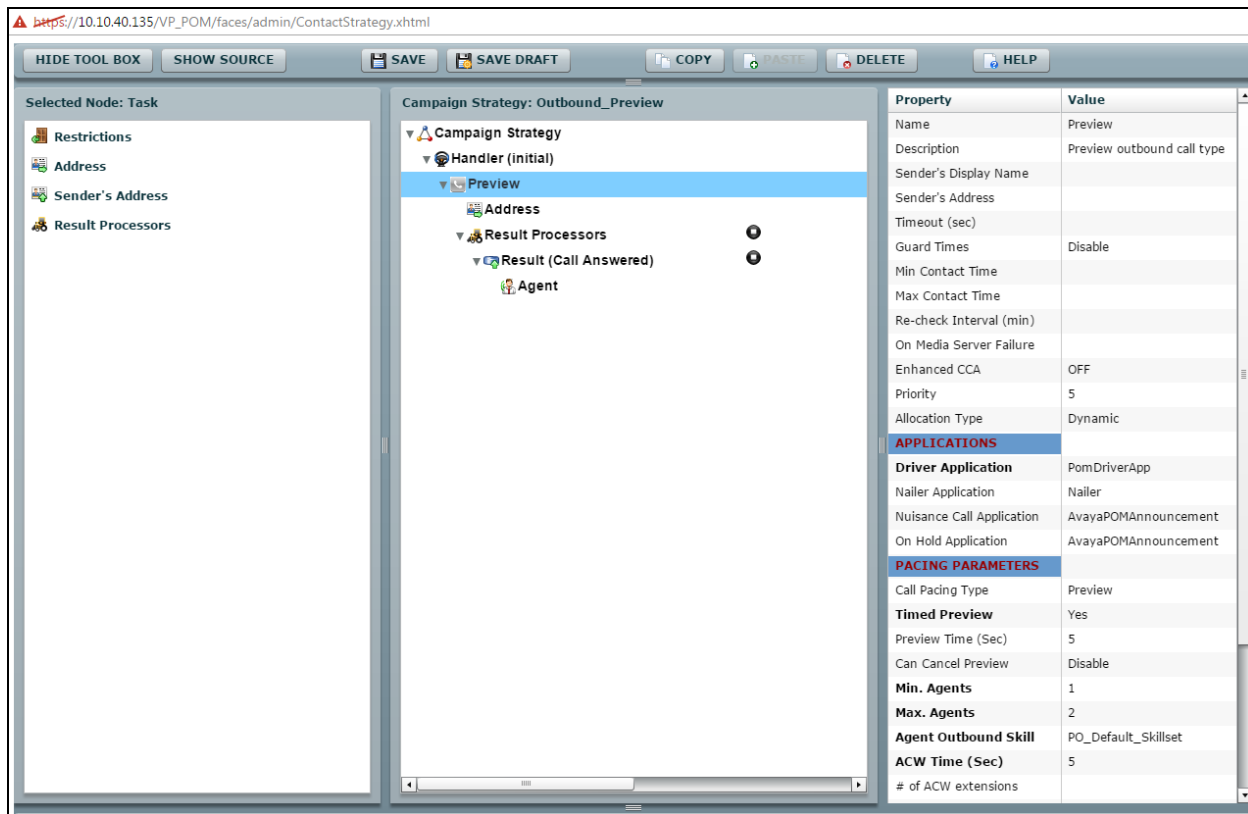 https://10.10.40.135/VP_POM/faces/admin/ContactStrategy.xhtml
HIDE TOOL BOX SHOW SOURCE SAVE SAVE DRAFT COPY PASTE DELETE HELP
Selected Node: Task
Restrictions
Address
Sender's Address
Result Processors
Campaign Strategy: Outbound_Preview
Campaign Strategy
Handler (initial)
Preview
Address
Result Processors
Result (Call Answered)
Agent
Property Value
Name Preview
Description Preview outbound call type
Sender's Display Name
Sender's Address
Timeout (sec)
Guard Times Disable
Min Contact Time
Max Contact Time
Re-check Interval (min)
On Media Server Failure
Enhanced CCA OFF
Priority 5
Allocation Type Dynamic
APPLICATIONS
Driver Application PomDriverApp
Nailer Application Nailer
Nuisance Call Application AvayaPOMAnnouncement
On Hold Application AvayaPOMAnnouncement
PACING PARAMETERS
Call Pacing Type Preview
Timed Preview Yes
Preview Time (Sec) 5
Can Cancel Preview Disable
Min. Agents 1
Max. Agents 2
Agent Outbound Skill PO_Default_Skillset
ACW Time (Sec) 5
# of ACW extensions